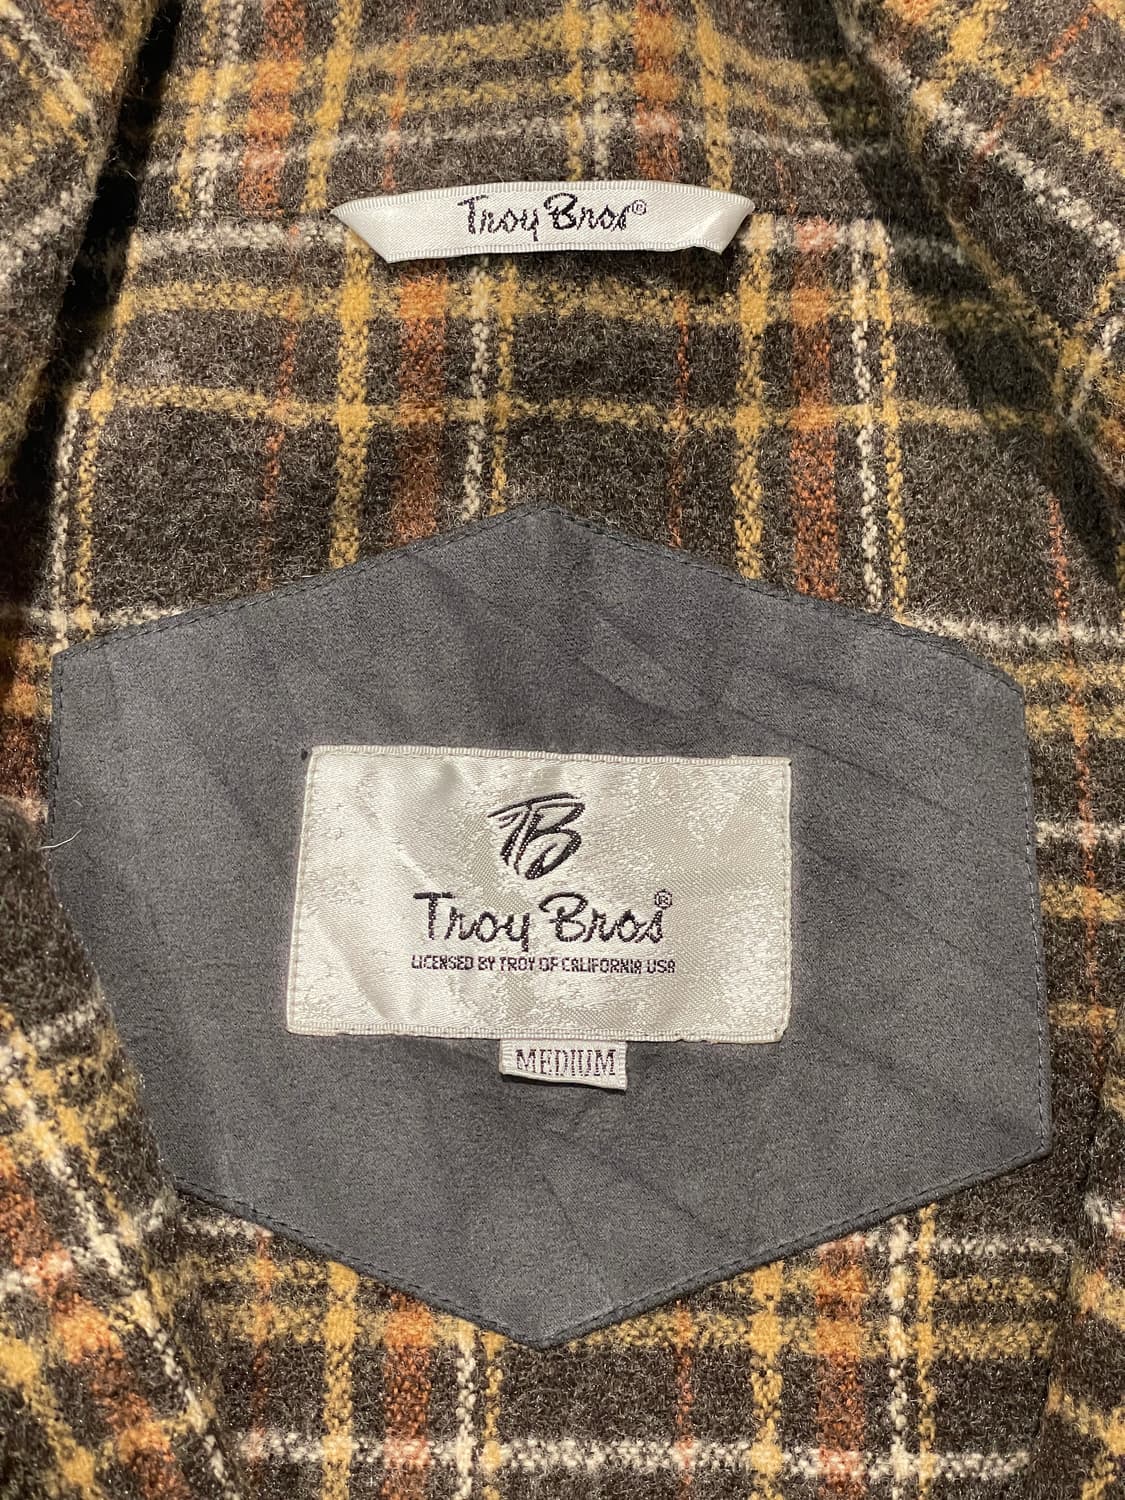 Troy Bros®
TB
Troy Bros®
LICENSED BY TROY OF CALIFORNIA USA
MEDIUM